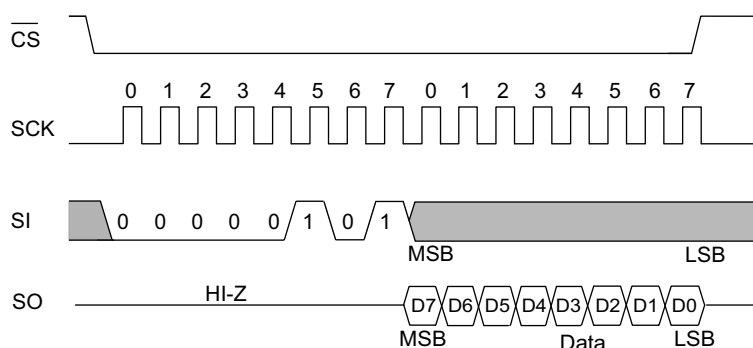 CS
0 1 2 3 4 5 6 7 0 1 2 3 4 5 6 7
SCK
SI 0 0 0 0 0 1 0 1
MSB LSB
HI-Z
SO D7 D6 D5 D4 D3 D2 D1 D0
MSB Data LSB